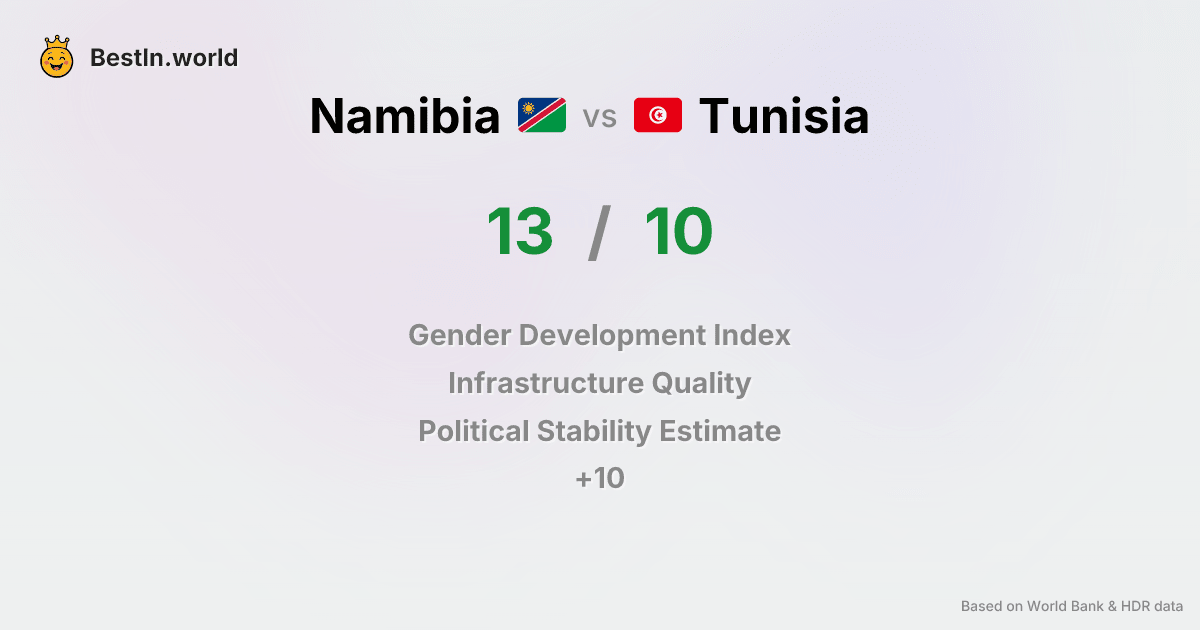 BestIn.world
Namibia vs Tunisia
13 / 10
Gender Development Index
Infrastructure Quality
Political Stability Estimate
+10
Based on World Bank & HDR data